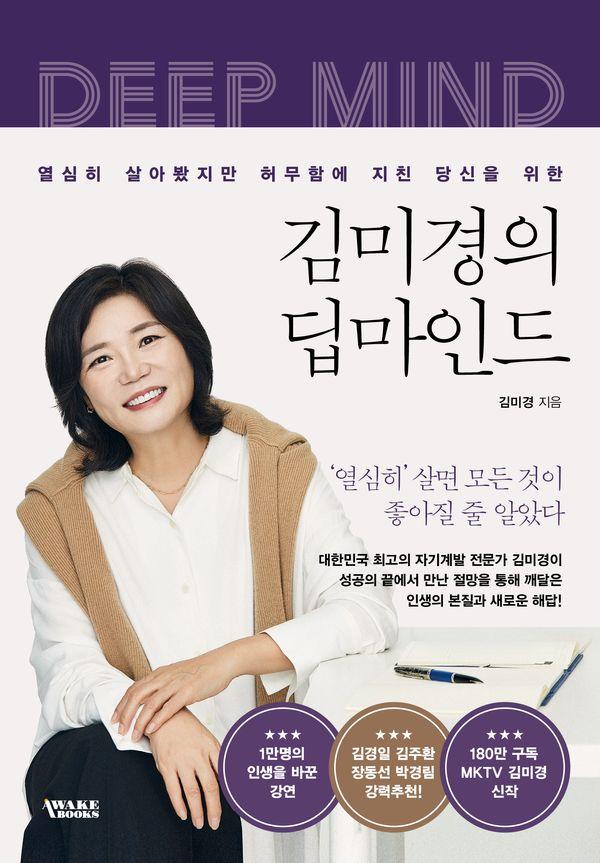 DEEP MIND
열심히 살아봤지만 허무함에 지친 당신을 위한
김미경의
딥마인드
김미경 지음
‘열심히’ 살면 모든 것이
좋아질 줄 알았다
대한민국 최고의 자기계발 전문가 김미경이
성공의 끝에서 만난 절망을 통해 깨달은
인생의 본질과 새로운 해답!
★★★
1만명의
인생을 바꾼
강연
★★★
김경일 김주환
장동선 박경림
강력추천!
★★★
180만 구독
MKTV 김미경
신작
AWAKE
BOOKS